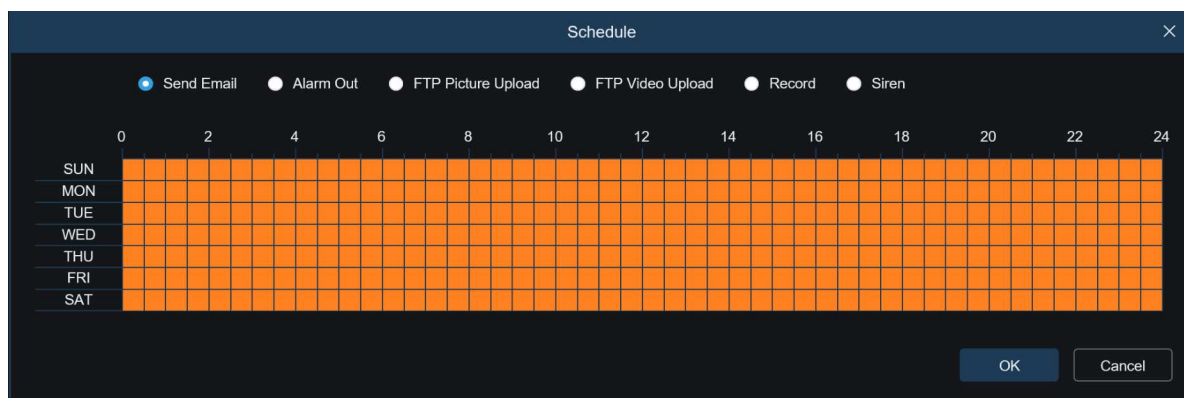 Schedule
Send Email Alarm Out FTP Picture Upload FTP Video Upload Record Siren
0 2 4 6 8 10 12 14 16 18 20 22 24
SUN
MON
TUE
WED
THU
FRI
SAT
OK Cancel